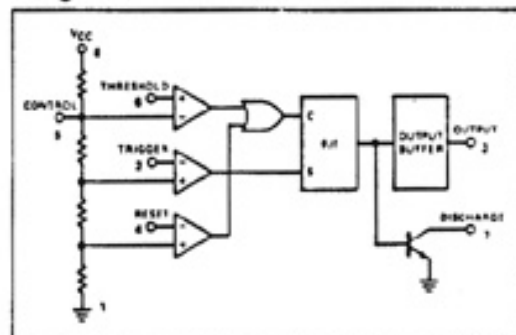 VCC
8
THRESHOLD
6
CONTROL
5
TRIGGER
2
RESET
4
C
S
OUTPUT
BUFFER
OUTPUT
3
DISCHARGE
7
1